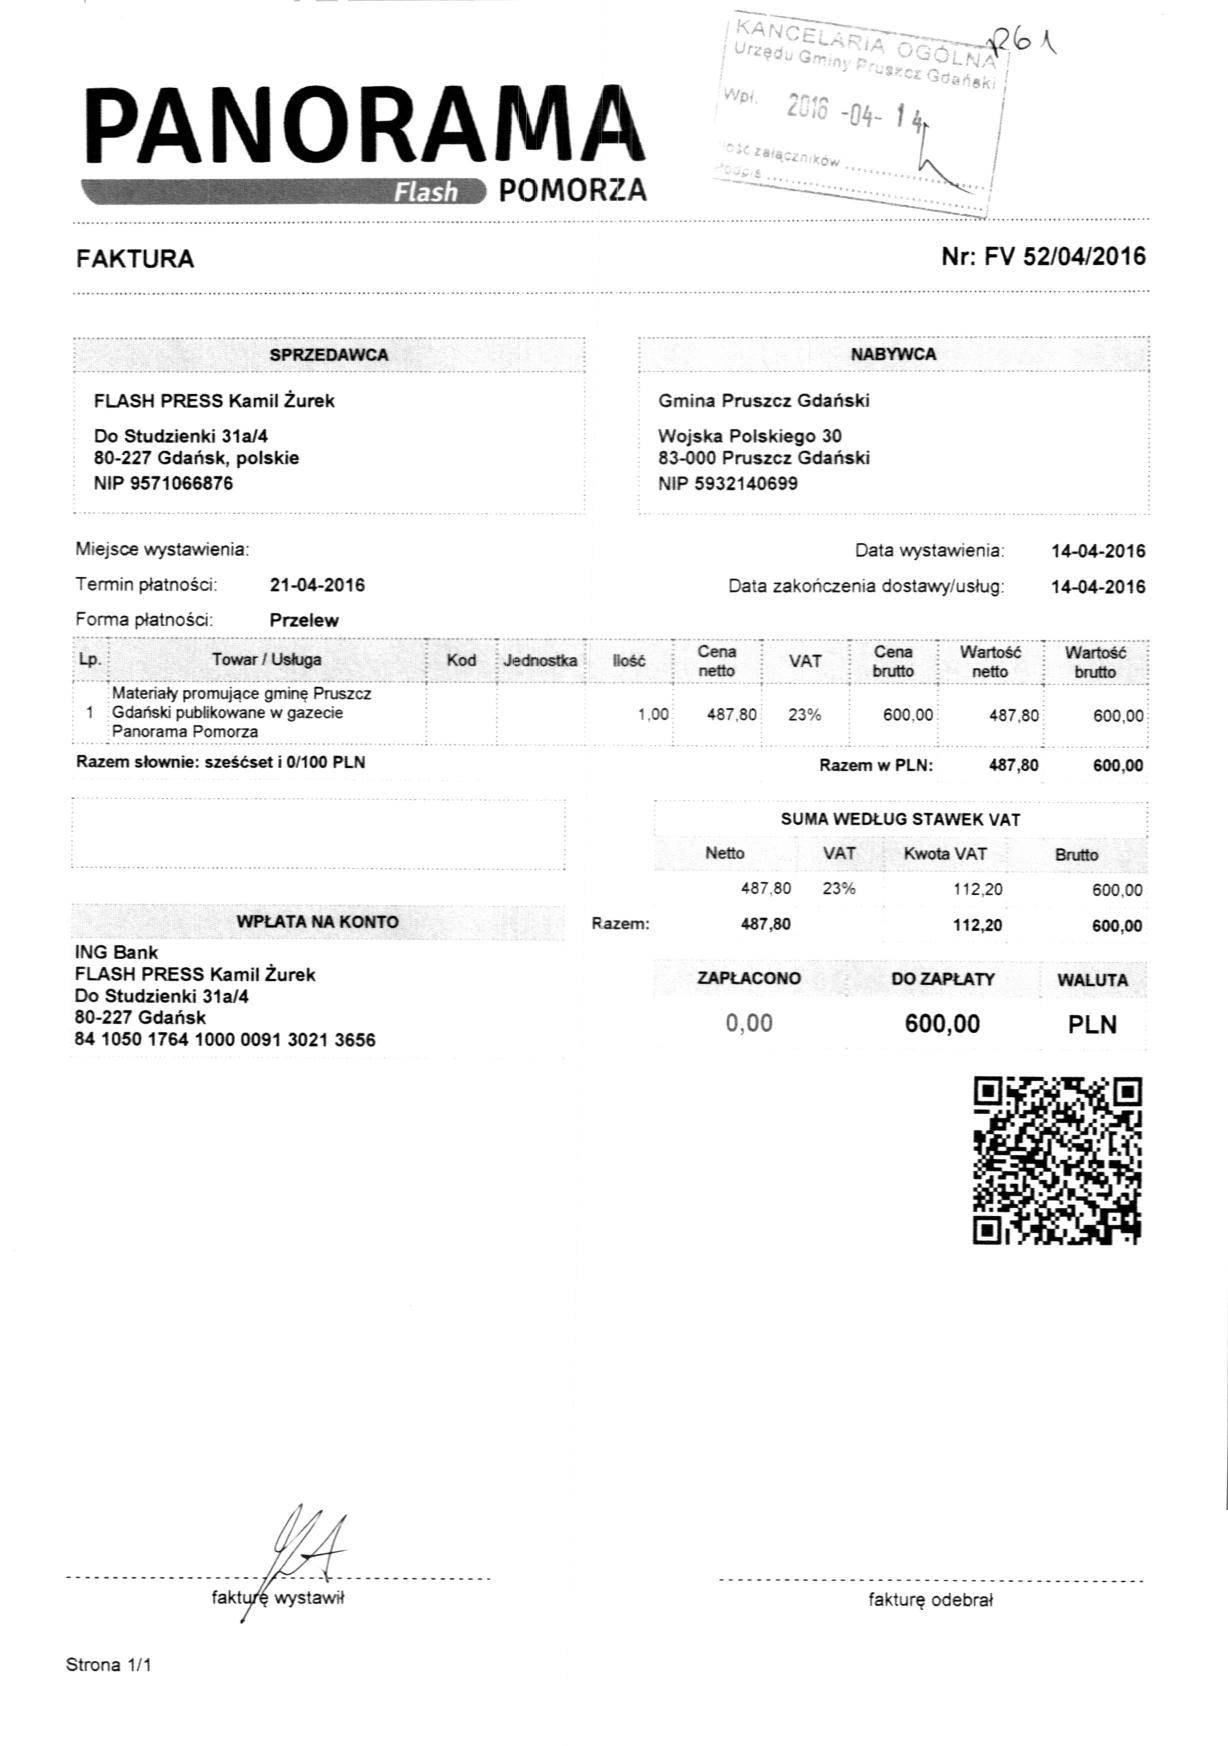 KANCELARIA OGÓLNA
Urzędu Gminy Pruszcz Gdański
Wpł. 2016 -04- 14
ilość załączników
Podpis
PANORAMA
Flash POMORZA
FAKTURA
Nr: FV 52/04/2016
SPRZEDAWCA
FLASH PRESS Kamil Żurek
Do Studzienki 31a/4
80-227 Gdańsk, polskie
NIP 9571066876
NABYWCA
Gmina Pruszcz Gdański
Wojska Polskiego 30
83-000 Pruszcz Gdański
NIP 5932140699
Miejsce wystawienia:
Termin płatności: 21-04-2016
Forma płatności: Przelew
Data wystawienia: 14-04-2016
Data zakończenia dostawy/usług: 14-04-2016
Lp. Towar / Usługa Kod Jednostka Ilość Cena netto VAT Cena brutto Wartość netto Wartość brutto
1 Materiały promujące gminę Pruszcz
Gdański publikowane w gazecie
Panorama Pomorza
1,00 487,80 23% 600,00 487,80 600,00
Razem słownie: sześćset i 0/100 PLN
Razem w PLN: 487,80 600,00
SUMA WEDŁUG STAWEK VAT
Netto VAT Kwota VAT Brutto
487,80 23% 112,20 600,00
Razem: 487,80 112,20 600,00
WPŁATA NA KONTO
ING Bank
FLASH PRESS Kamil Żurek
Do Studzienki 31a/4
80-227 Gdańsk
84 1050 1764 1000 0091 3021 3656
ZAPŁACONO DO ZAPŁATY WALUTA
0,00 600,00 PLN
fakturę wystawił
fakturę odebrał
Strona 1/1